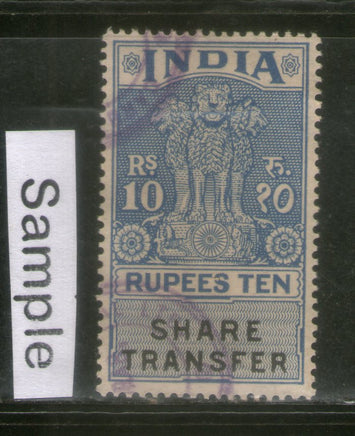 INDIA
Rs रु.
10 १०
RUPEES TEN
SHARE
TRANSFER
Sample